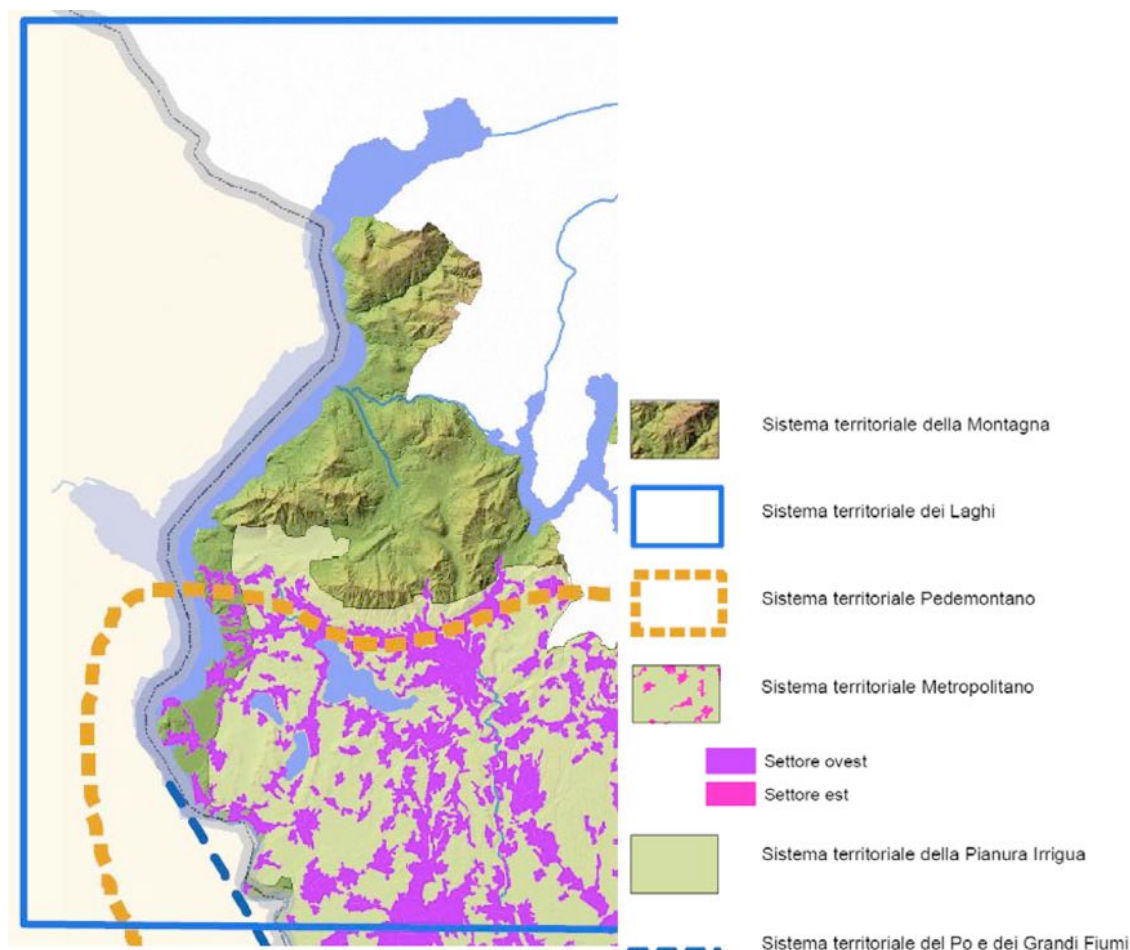 Sistema territoriale della Montagna
Sistema territoriale dei Laghi
Sistema territoriale Pedemontano
Sistema territoriale Metropolitano
Settore ovest
Settore est
Sistema territoriale della Pianura Irrigua
Sistema territoriale del Po e dei Grandi Fiumi